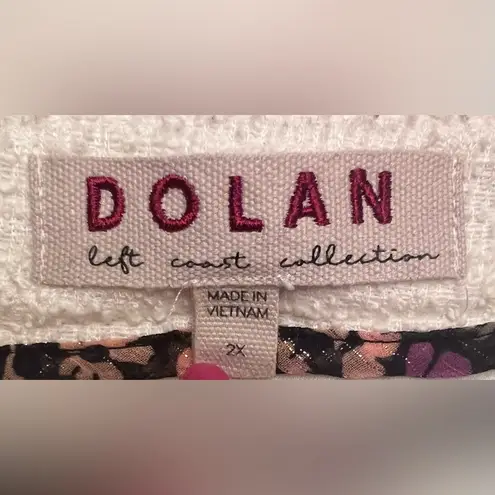 DOLAN
left coast collection
MADE IN
VIETNAM
2X